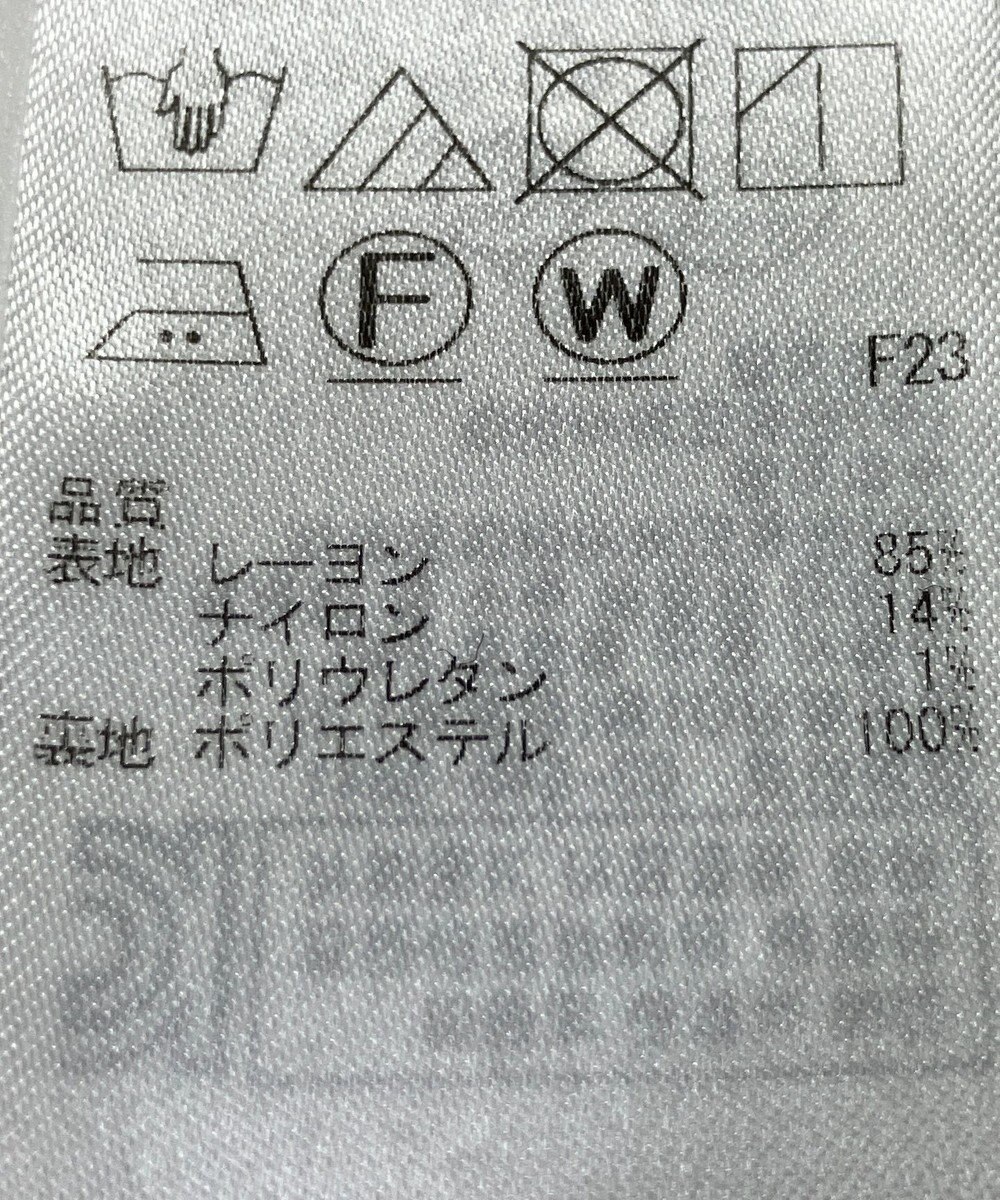 F W
F23
品質
表地 レーヨン 85%
ナイロン 14%
ポリウレタン 1%
裏地 ポリエステル 100%